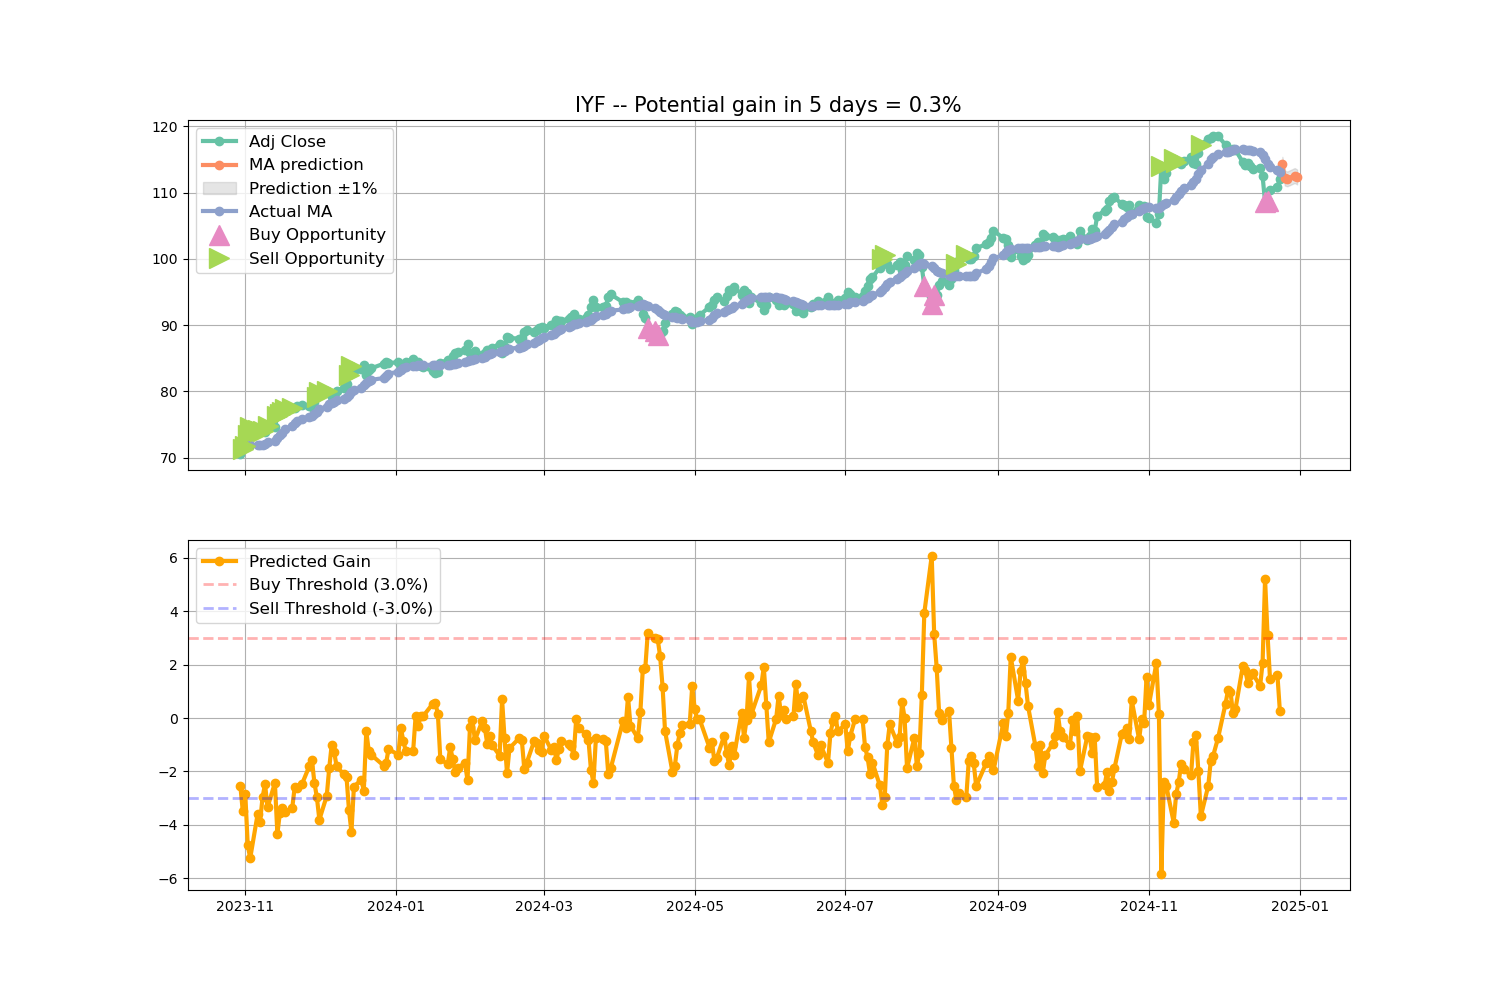 IYF -- Potential gain in 5 days = 0.3%
120
110
100
90
80
70
Adj Close
MA prediction
Prediction ±1%
Actual MA
Buy Opportunity
Sell Opportunity
6
4
2
0
−2
−4
−6
Predicted Gain
Buy Threshold (3.0%)
Sell Threshold (-3.0%)
2023-11
2024-01
2024-03
2024-05
2024-07
2024-09
2024-11
2025-01